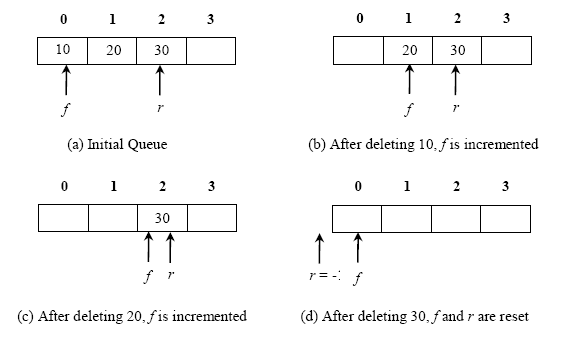 0 1 2 3
10 20 30
f r
(a) Initial Queue
0 1 2 3
20 30
f r
(b) After deleting 10, f is incremented
0 1 2 3
30
f r
(c) After deleting 20, f is incremented
0 1 2 3
r = - f
(d) After deleting 30, f and r are reset